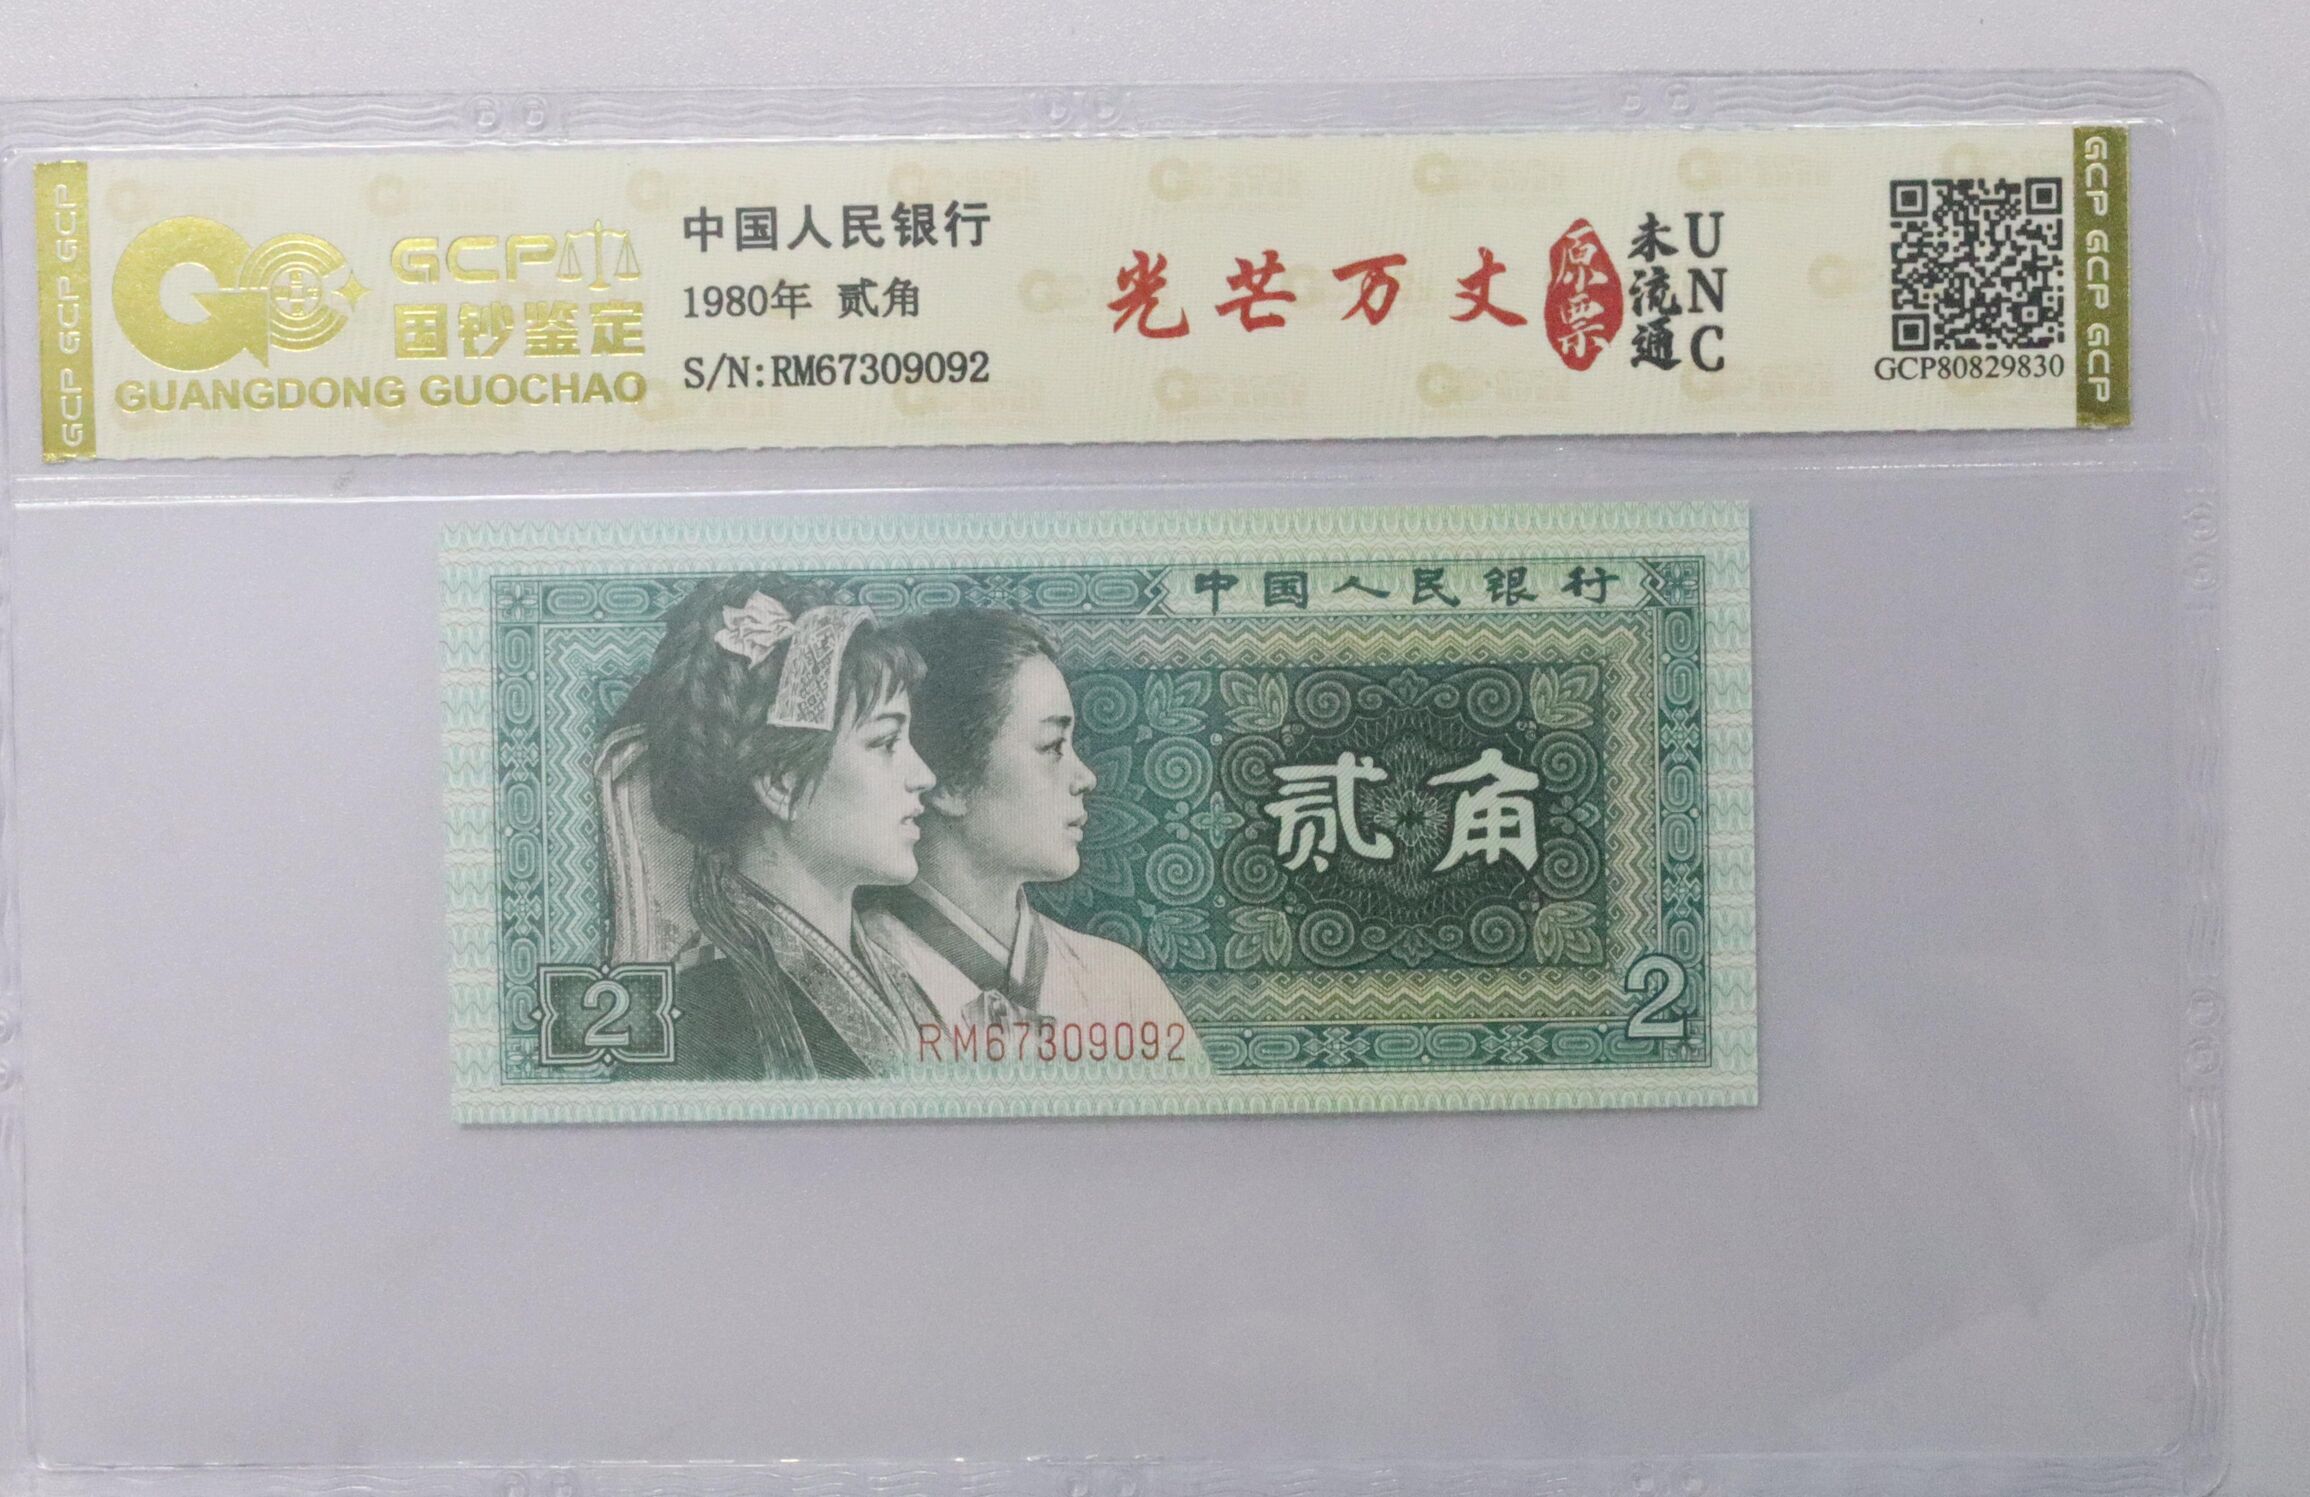 GCP GCP GCP
GCP
国钞鉴定
GUANGDONG GUOCHAO
中国人民银行
1980年 贰角
S/N:RM67309092
光芒万丈
原票
未流通
UNC
GCP80829830
GCP GCP GCP
中国人民银行
贰角
2
2
RM67309092